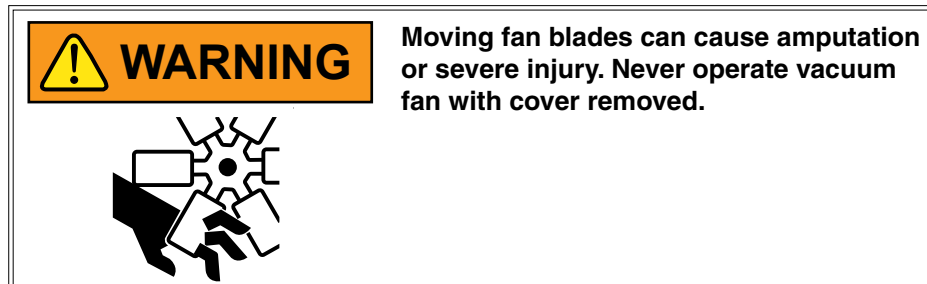 WARNING
Moving fan blades can cause amputation
or severe injury. Never operate vacuum
fan with cover removed.